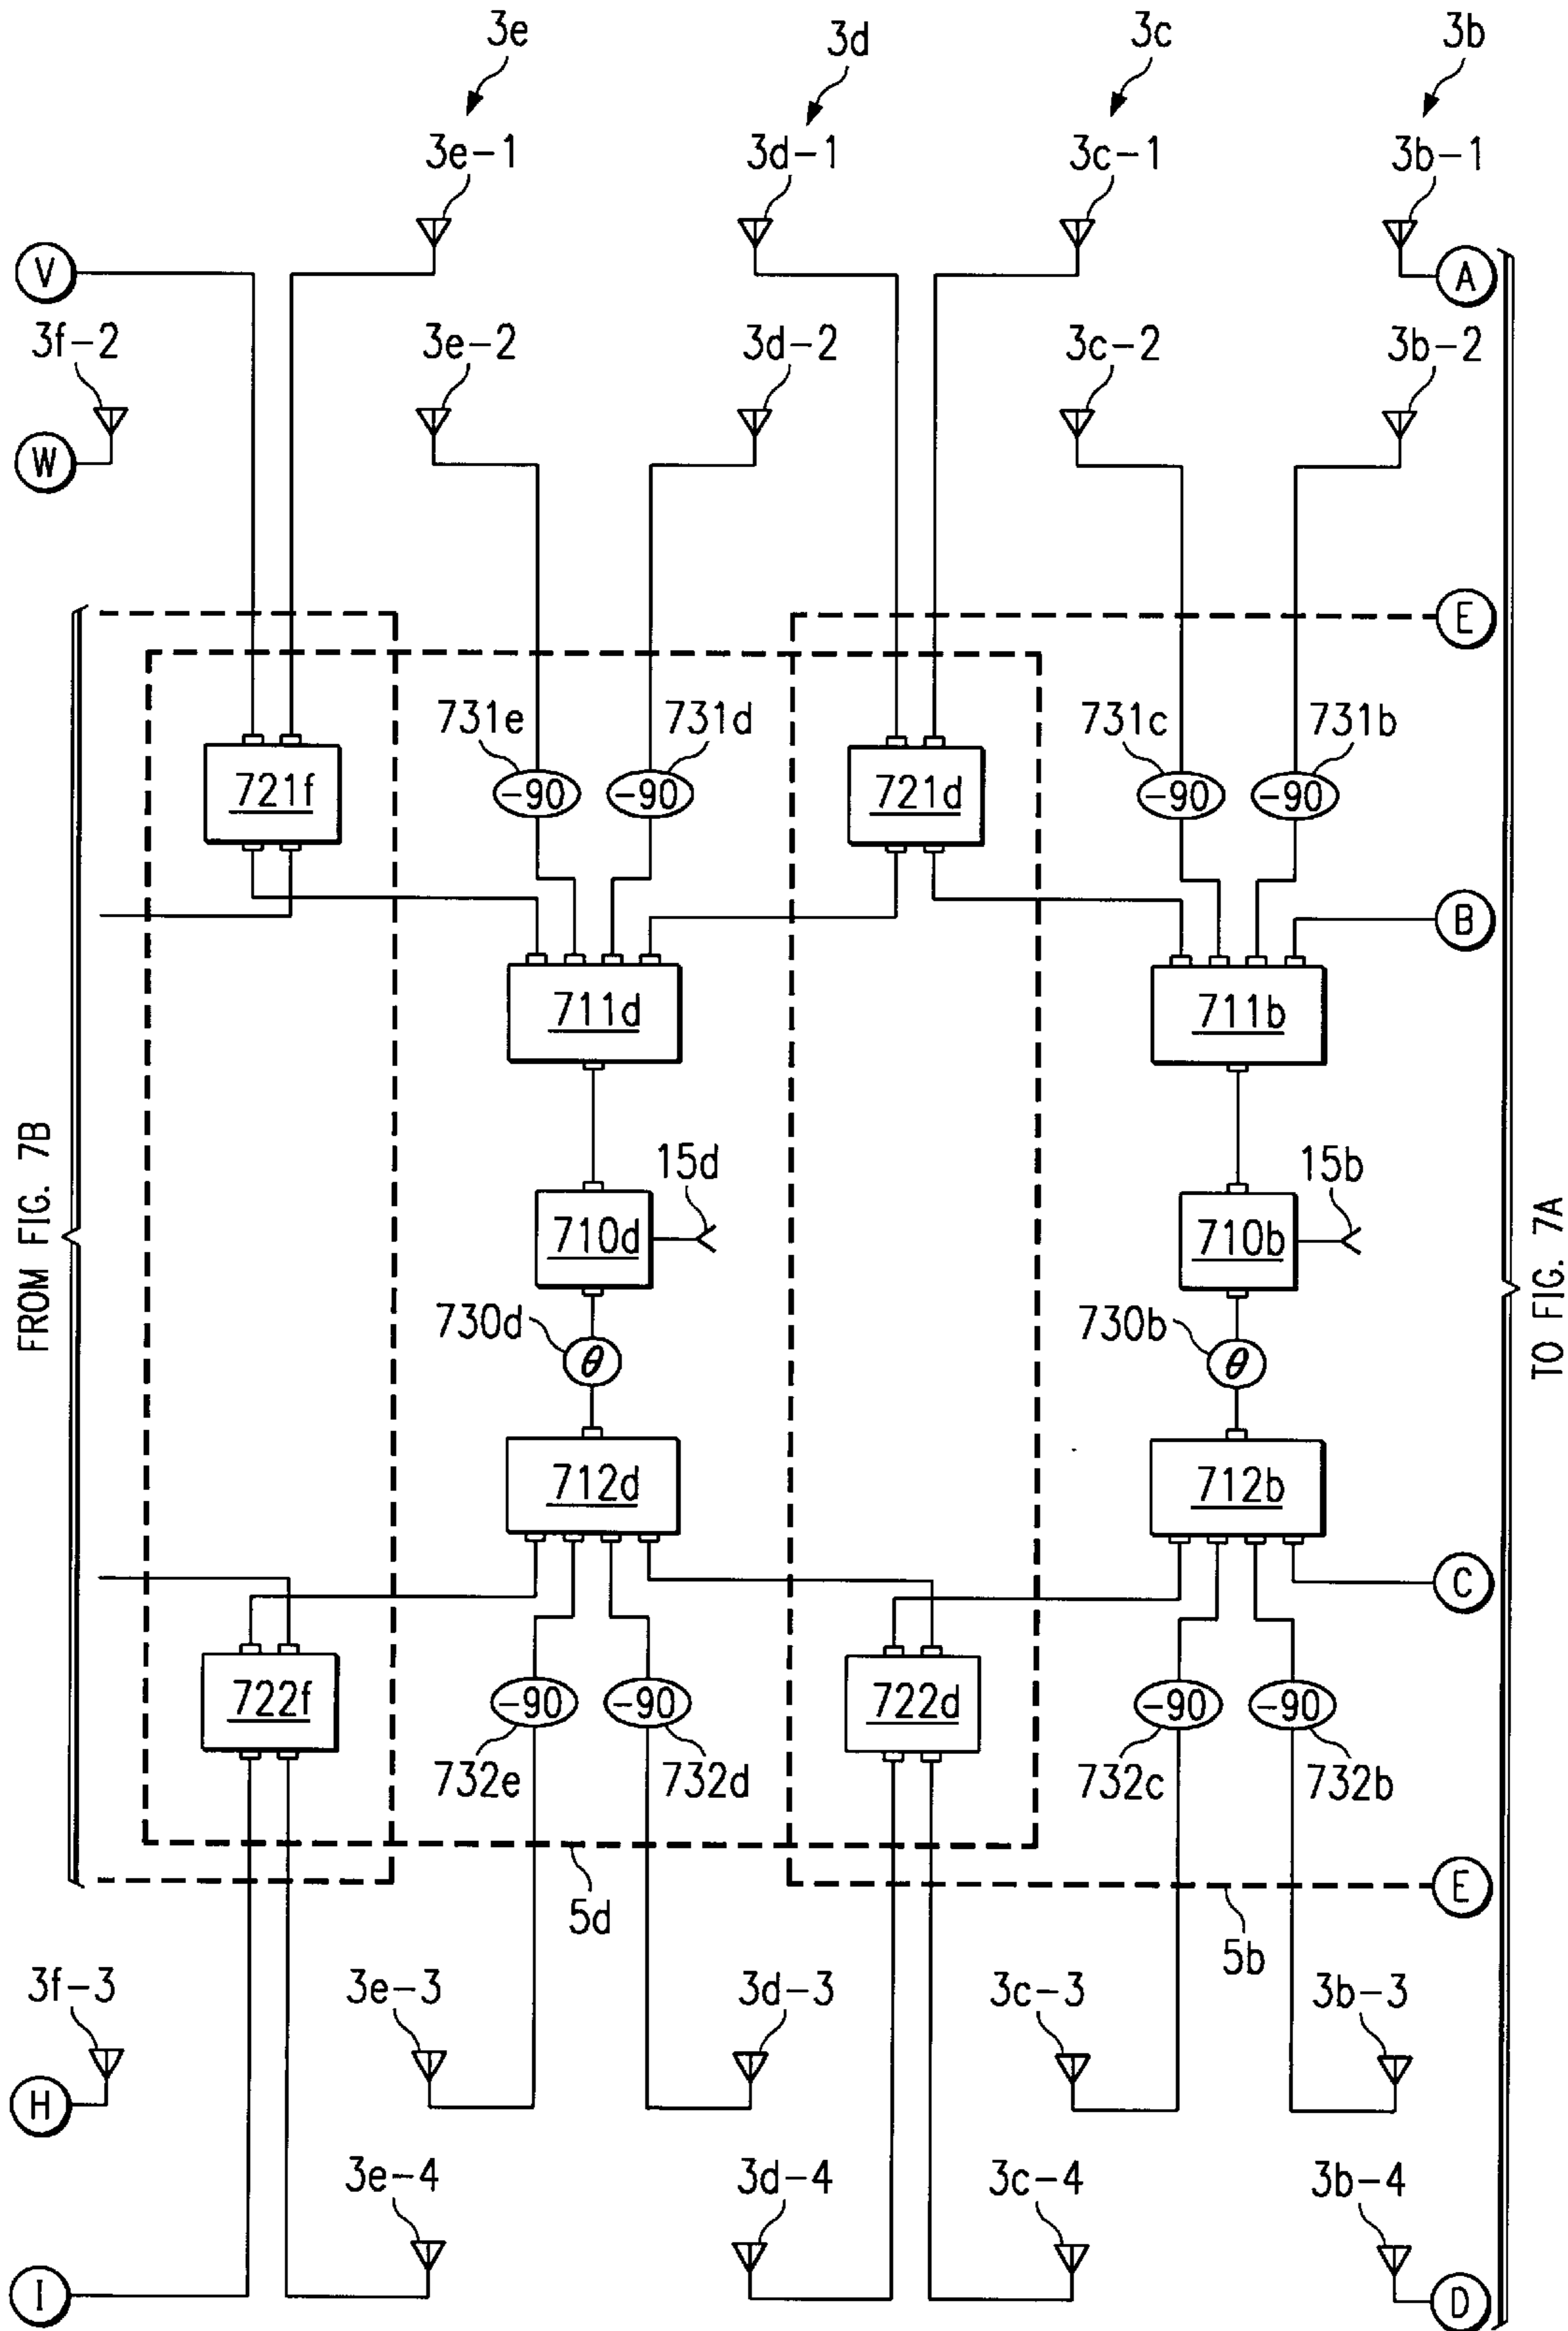 3e 3d 3c 3b
3e-1 3d-1 3c-1 3b-1
V A
3f-2 3e-2 3d-2 3c-2 3b-2
W
E
731e 731d 731c 731b
721f -90 -90 721d -90 -90
B
711d 711b
FROM FIG. 7B
15d 15b
710d 710b
TO FIG. 7A
730d θ 730b θ
712d 712b
C
722f -90 -90 722d -90 -90
732e 732d 732c 732b
E
5d 5b
3f-3 3e-3 3d-3 3c-3 3b-3
H
3e-4 3d-4 3c-4 3b-4
I D